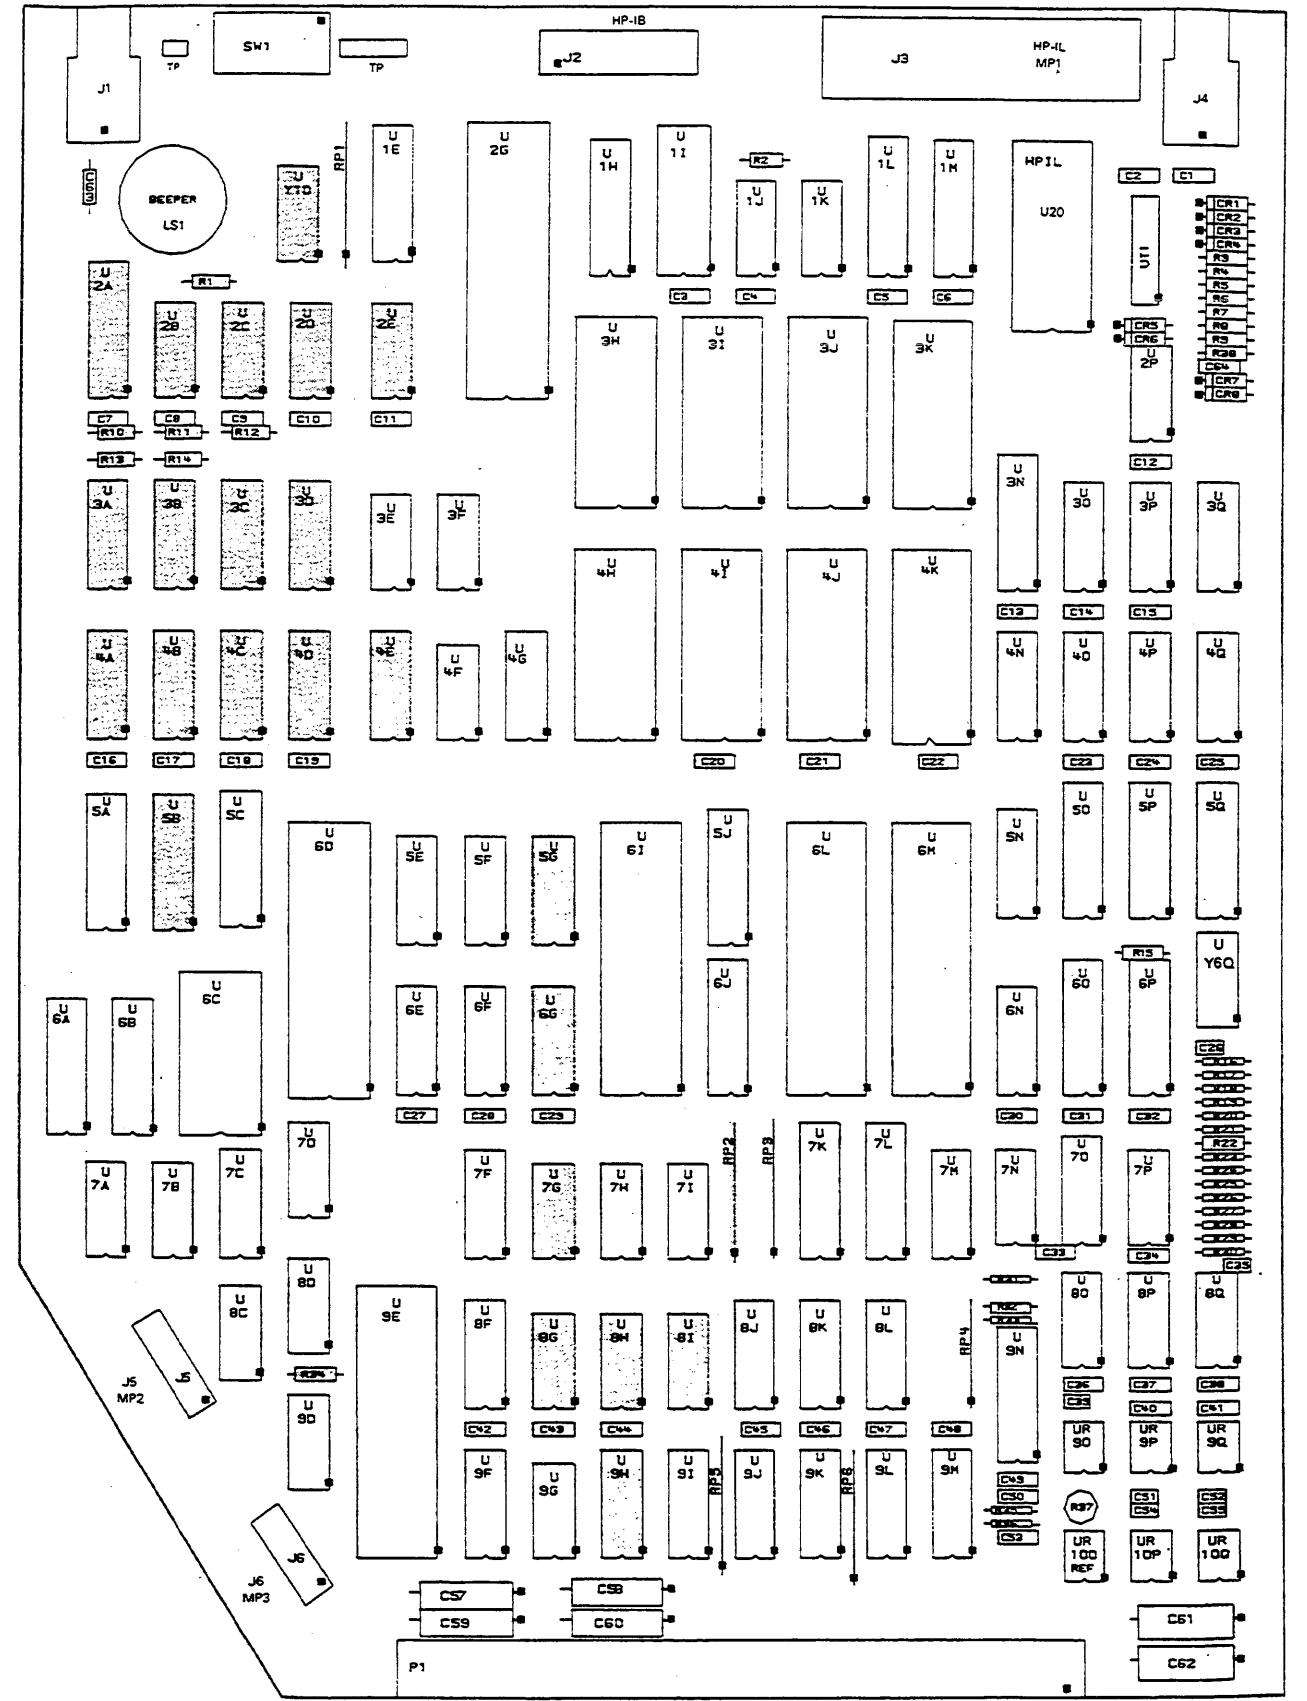 HP-IB
SW1
TP
TP
J2
J3
HP-IL
MP1
J1
J4
RP1
U
1E
U
2G
U
1H
U
1I
R2
U
1J
U
1K
U
1L
U
1M
HPIL
U20
C2
C1
C63
BEEPER
LS1
U
CR1
CR2
CR3
CR4
R3
R4
R5
R6
R7
R8
R9
R38
C64
CR7
CR8
U
2A
R1
U
2B
U
2C
U
2D
U
2E
C3
C4
C5
C6
CR5
CR6
U
2P
U
3H
U
3I
U
3J
U
3K
C7
C8
C9
C10
C11
R10
R11
R12
R13
R14
C12
U
3A
U
3B
U
3C
U
3D
U
3E
U
3F
U
3N
U
3O
U
3P
U
3Q
U
U
4I
U
4J
U
4K
C13
C14
C15
U
4A
U
4B
U
4C
U
4D
U
4E
U
4F
U
4G
U
4N
U
4O
U
4P
U
4Q
C16
C17
C18
C19
C20
C21
C22
C23
C24
C25
U
5A
U
5B
U
5C
U
6D
U
5E
U
5F
U
5G
U
6I
U
5J
U
6L
U
6M
U
5N
U
5O
U
5P
U
5Q
R15
U
Y6Q
U
6A
U
6B
U
6C
U
6E
U
6F
U
6G
U
6J
U
6N
U
6O
U
6P
C26
R16
R17
R18
R19
R20
R21
R22
C27
C28
C29
C30
C31
C32
U
7D
RP2
RP3
U
7K
U
7L
U
7A
U
7B
U
7C
U
7F
U
7G
U
7H
U
7I
U
7M
U
7N
U
7O
U
7P
C33
C34
C35
U
8C
U
8D
U
9E
U
8F
U
8G
U
8H
U
8I
U
8J
U
8K
U
8L
RP4
R32
U
9N
U
8O
U
8P
U
8Q
J5
J5
MP2
R34
U
9D
C36
C37
C38
C39
C40
C41
C42
C43
C44
C45
C46
C47
C48
UR
9O
UR
9P
UR
9Q
U
9F
U
9G
U
9H
U
9I
RP5
U
9J
U
9K
RP6
U
9L
U
9M
C49
C50
C53
R37
C51
C54
C52
C55
UR
10O
REF
UR
10P
UR
10Q
J6
J6
MP3
C57
C58
C59
C60
C61
C62
P1